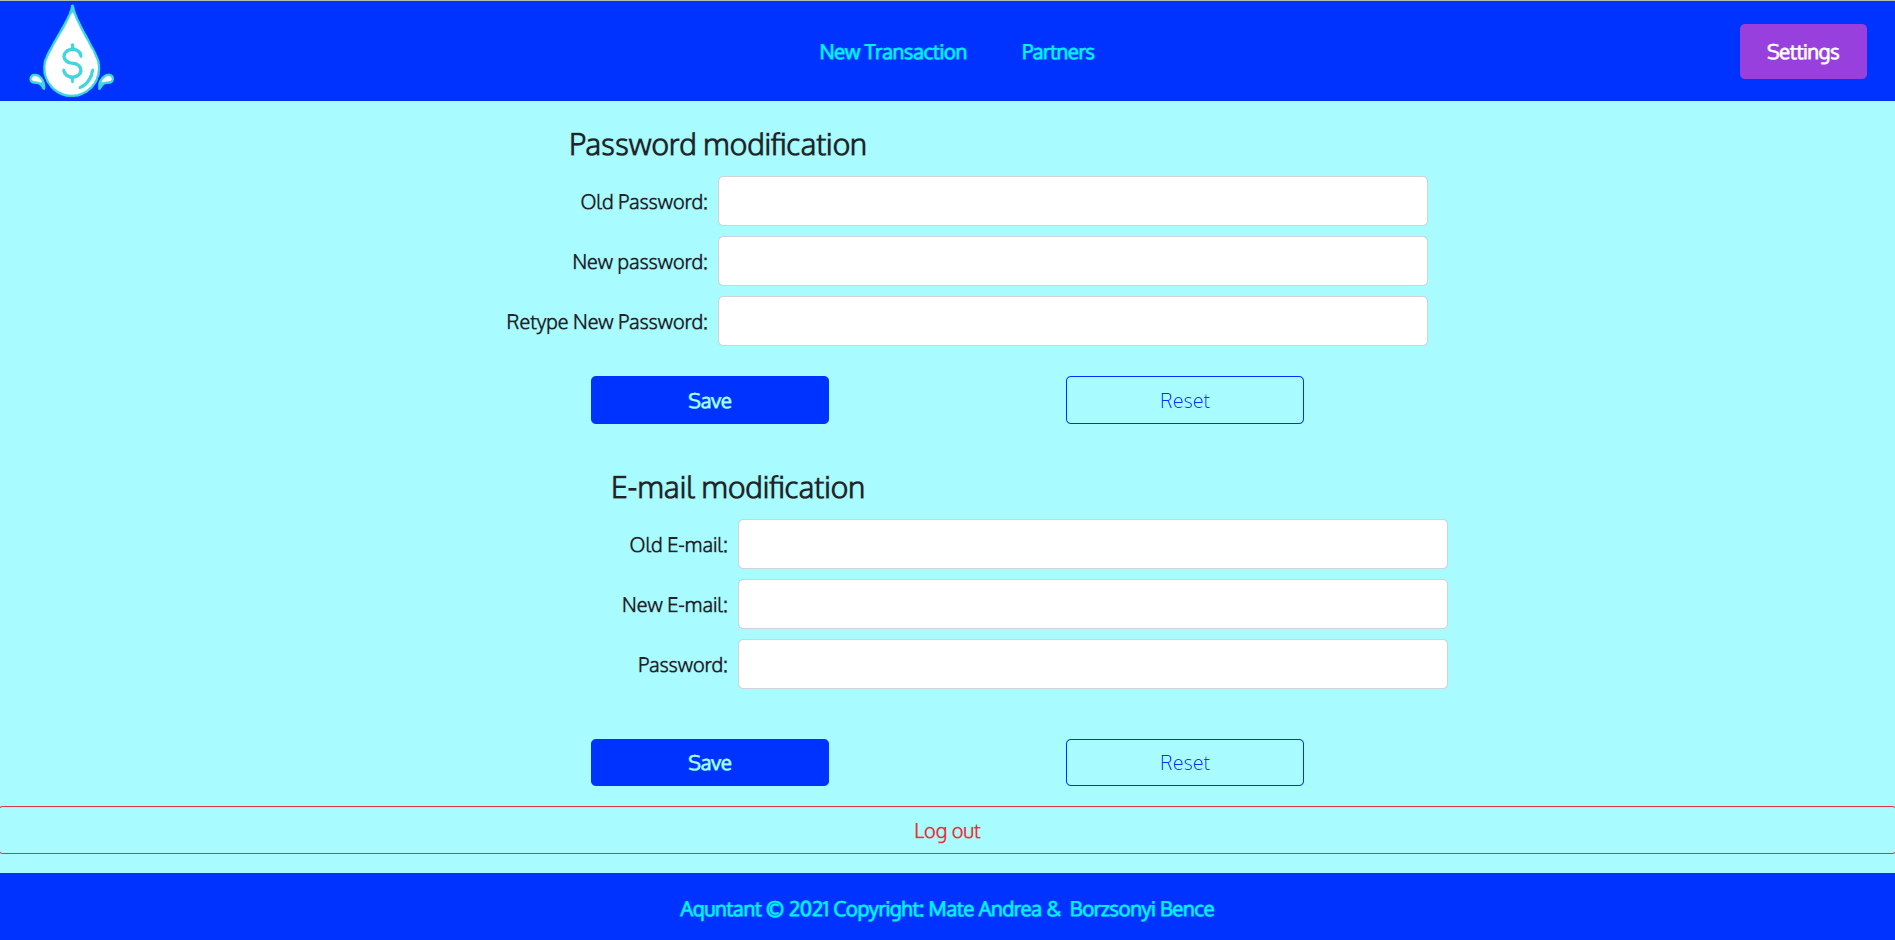 $
New Transaction Partners Settings
Password modification
Old Password:
New password:
Retype New Password:
Save Reset
E-mail modification
Old E-mail:
New E-mail:
Password:
Save Reset
Log out
Aquntant © 2021 Copyright: Mate Andrea & Borzsonyi Bence